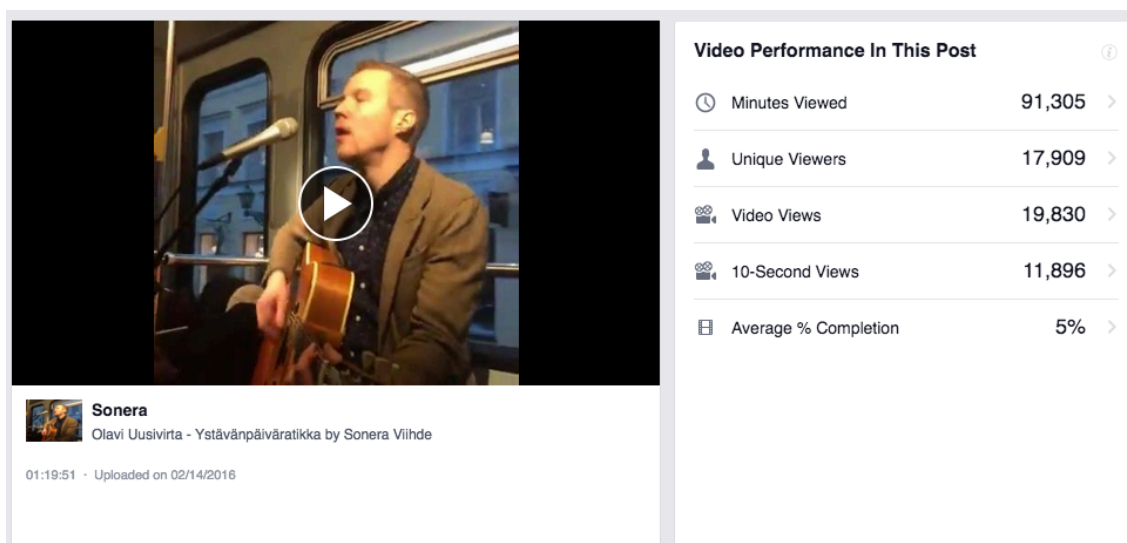 Video Performance In This Post
Minutes Viewed 91,305
Unique Viewers 17,909
Video Views 19,830
10-Second Views 11,896
Average % Completion 5%
Sonera
Olavi Uusivirta - Ystävänpäiväratikka by Sonera Viihde
01:19:51 · Uploaded on 02/14/2016